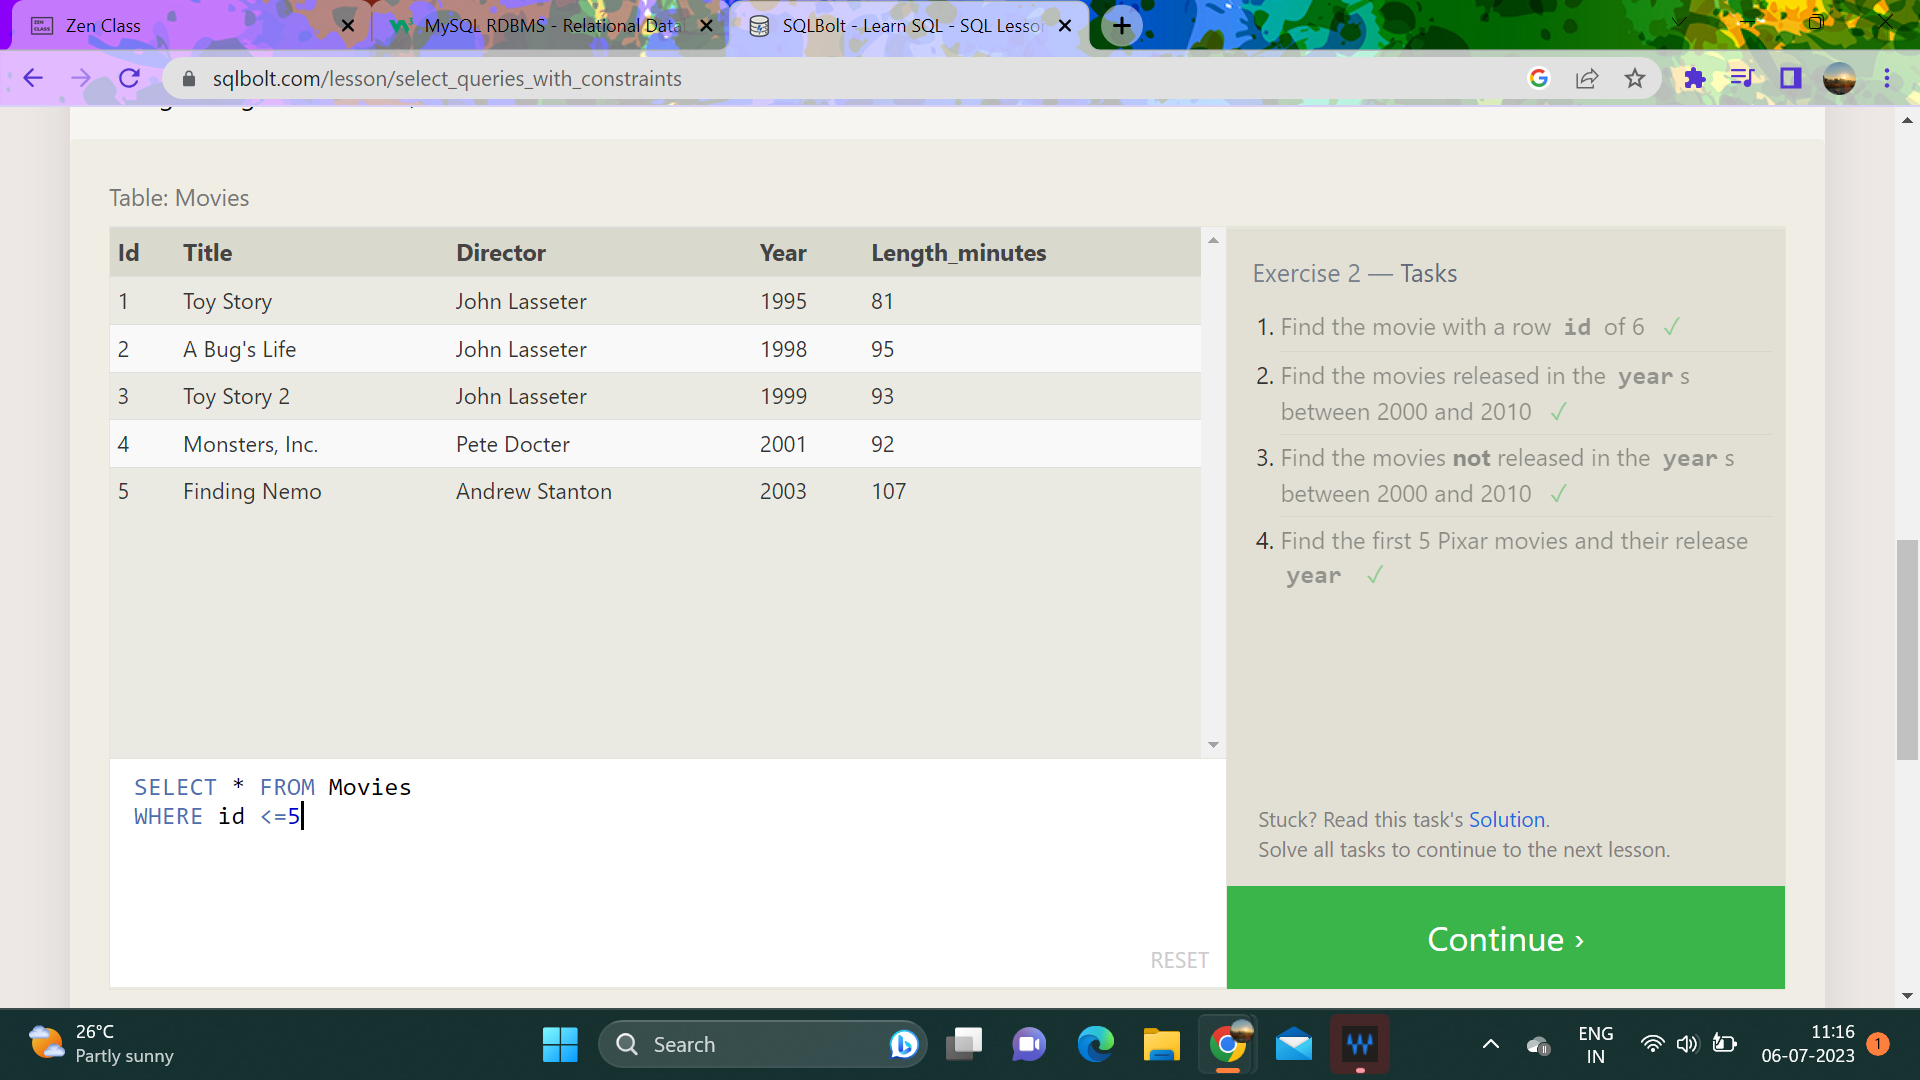 Zen Class
MySQL RDBMS - Relational Data
SQLBolt - Learn SQL - SQL Lesso
sqlbolt.com/lesson/select_queries_with_constraints
Table: Movies
Id Title Director Year Length_minutes
1 Toy Story John Lasseter 1995 81
2 A Bug's Life John Lasseter 1998 95
3 Toy Story 2 John Lasseter 1999 93
4 Monsters, Inc. Pete Docter 2001 92
5 Finding Nemo Andrew Stanton 2003 107
Exercise 2 — Tasks
1. Find the movie with a row id of 6 ✓
2. Find the movies released in the year s
between 2000 and 2010 ✓
3. Find the movies not released in the year s
between 2000 and 2010 ✓
4. Find the first 5 Pixar movies and their release
year ✓
SELECT * FROM Movies
WHERE id <=5
RESET
Stuck? Read this task's Solution.
Solve all tasks to continue to the next lesson.
Continue ›
26°C
Partly sunny
Search
ENG
IN
11:16
06-07-2023
1